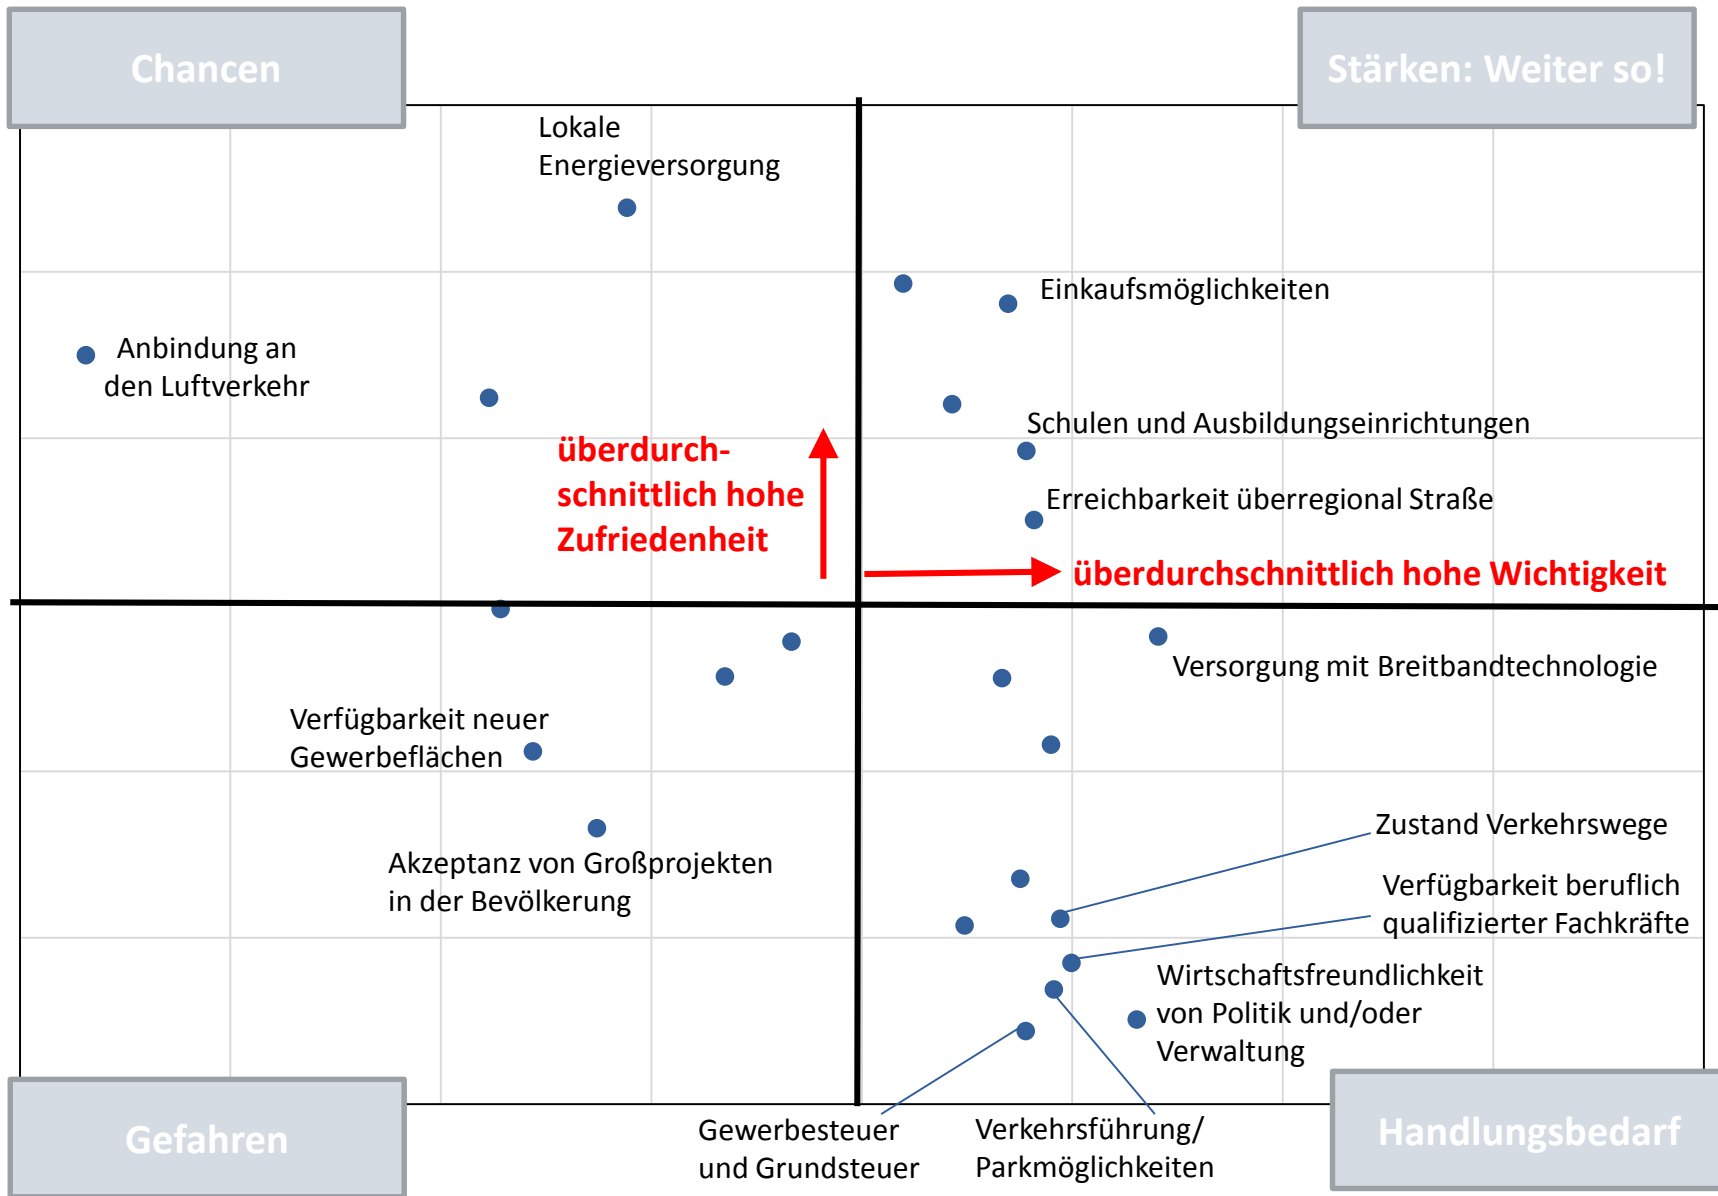 Chancen
Stärken: Weiter so!
Lokale
Energieversorgung
Einkaufsmöglichkeiten
Anbindung an
den Luftverkehr
Schulen und Ausbildungseinrichtungen
überdurch-
schnittlich hohe
Zufriedenheit
Erreichbarkeit überregional Straße
überdurchschnittlich hohe Wichtigkeit
Versorgung mit Breitbandtechnologie
Verfügbarkeit neuer
Gewerbeflächen
Zustand Verkehrswege
Akzeptanz von Großprojekten
in der Bevölkerung
Verfügbarkeit beruflich
qualifizierter Fachkräfte
Wirtschaftsfreundlichkeit
von Politik und/oder
Verwaltung
Gefahren
Gewerbesteuer
und Grundsteuer
Verkehrsführung/
Parkmöglichkeiten
Handlungsbedarf